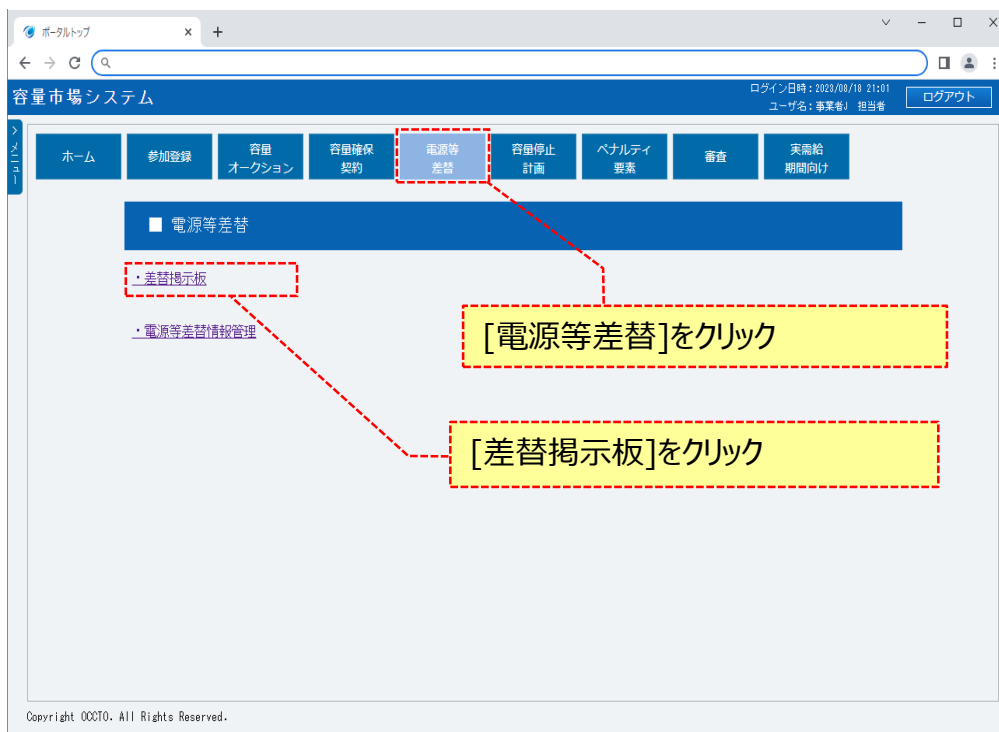 ポータルトップ
容量市場システム
ログイン日時：2023/08/18 21:01
ユーザ名：事業者J 担当者
ログアウト
メニュー
ホーム
参加登録
容量
オークション
容量確保
契約
電源等
差替
容量停止
計画
ペナルティ
要素
審査
実需給
期間向け
■ 電源等差替
・差替掲示板
・電源等差替情報管理
[電源等差替]をクリック
[差替掲示板]をクリック
Copyright OCCTO. All Rights Reserved.